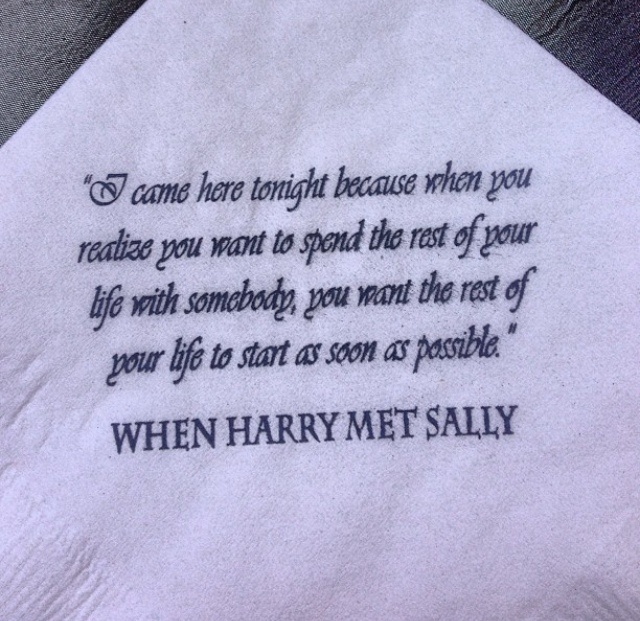 "I came here tonight because when you
realize you want to spend the rest of your
life with somebody, you want the rest of
your life to start as soon as possible."
WHEN HARRY MET SALLY